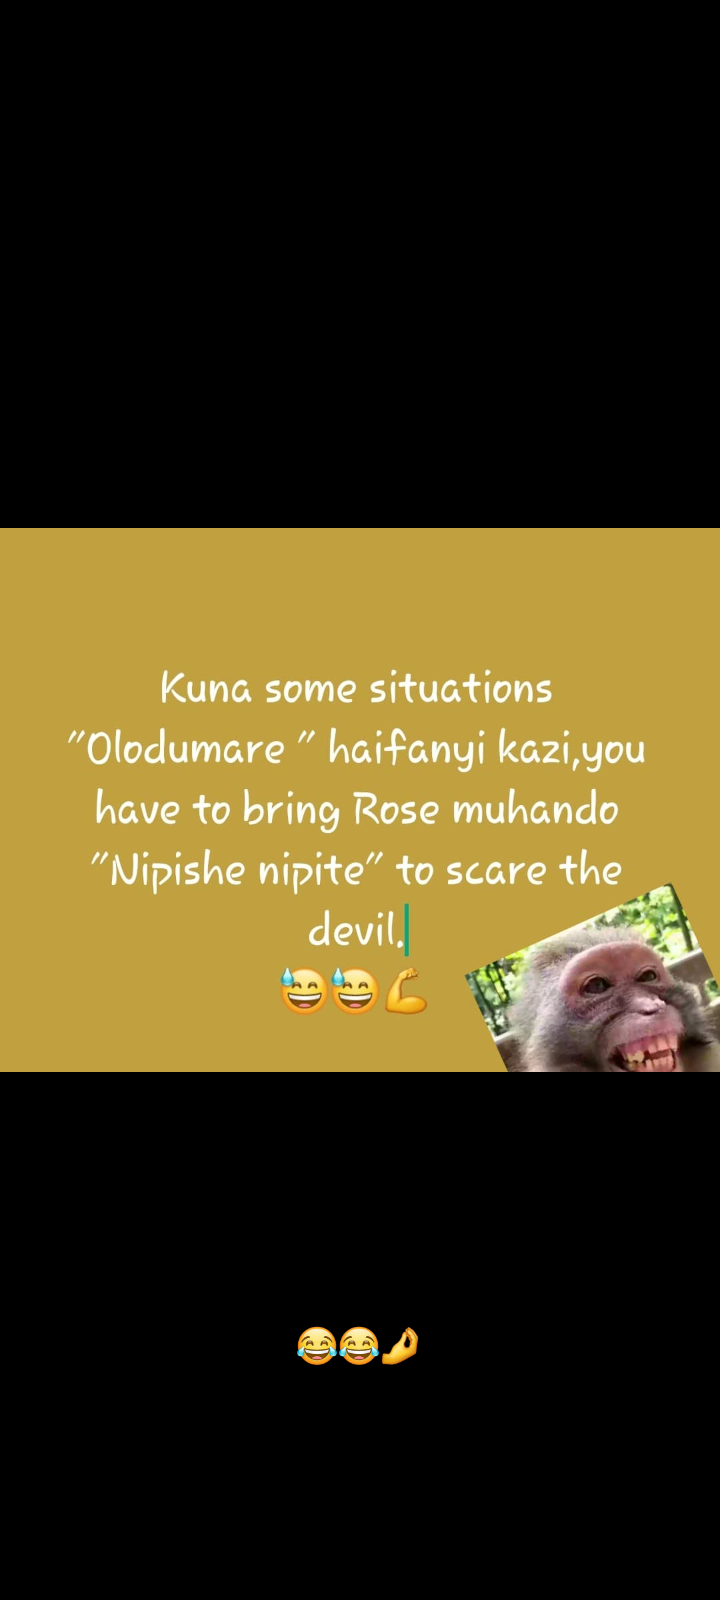 Kuna some situations
"Olodumare " haifanyi kazi,you
have to bring Rose muhando
"Nipishe nipite" to scare the
devil.
😅😅💪
😂😂🤌